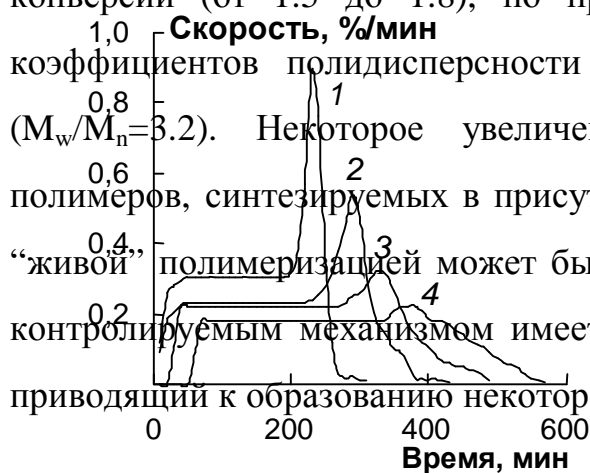 конверсии (от 1.5 до 1.8), но пр
1,0 Скорость, %/мин
коэффициентов полидисперсности
0,8 1
(Mw/Mn=3.2). Некоторое увеличе
0,6 2
полимеров, синтезируемых в присут
0,4 3
“живой” полимеризацией может бы
0,2 4
контролируемым механизмом имеет
приводящий к образованию некотор
0 200 400 600
Время, мин